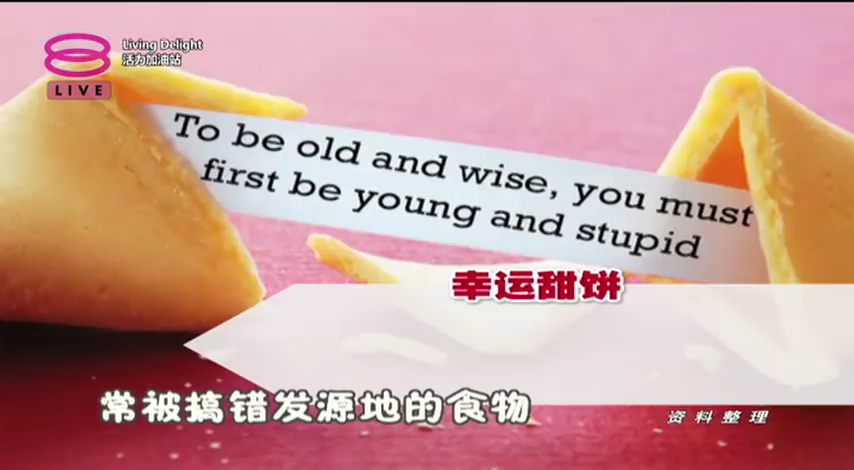 Living Delight
活力加油站
LIVE
To be old and wise, you must
first be young and stupid
幸运甜饼
常被搞错发源地的食物
资料整理